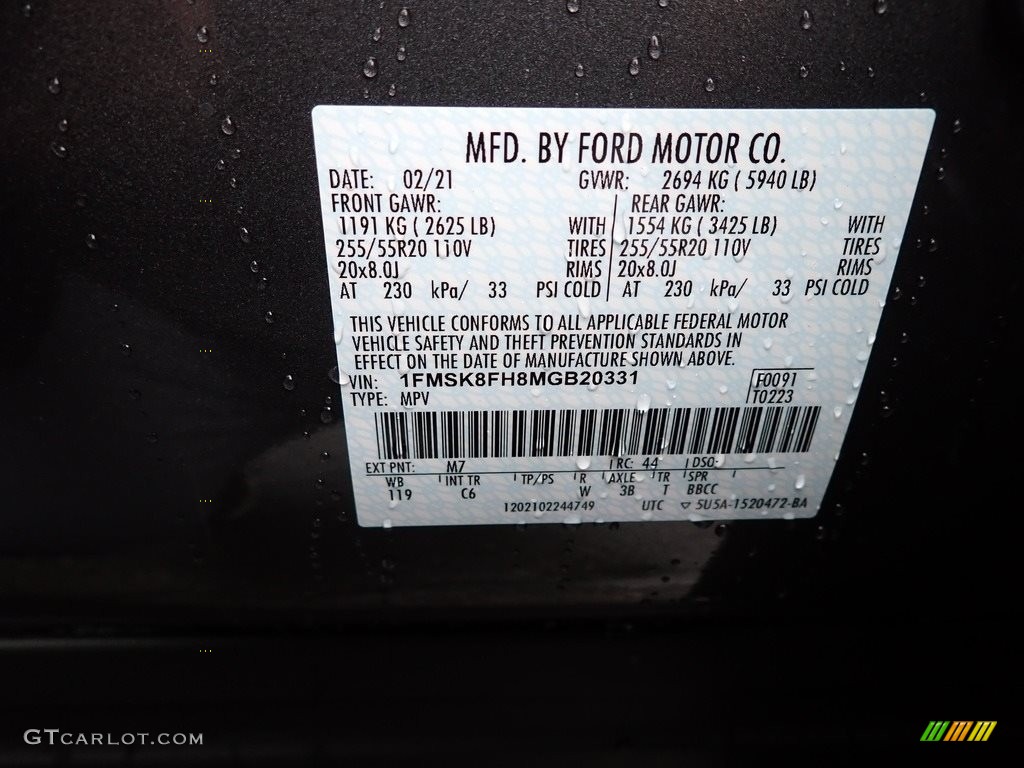 MFD. BY FORD MOTOR CO.
DATE: 02/21 GVWR: 2694 KG ( 5940 LB)
FRONT GAWR: REAR GAWR:
1191 KG ( 2625 LB) WITH 1554 KG ( 3425 LB) WITH
255/55R20 110V TIRES 255/55R20 110V TIRES
20x8.0J RIMS 20x8.0J RIMS
AT 230 kPa/ 33 PSI COLD AT 230 kPa/ 33 PSI COLD
THIS VEHICLE CONFORMS TO ALL APPLICABLE FEDERAL MOTOR
VEHICLE SAFETY AND THEFT PREVENTION STANDARDS IN
EFFECT ON THE DATE OF MANUFACTURE SHOWN ABOVE.
VIN: 1FMSK8FH8MGB20331 F0091
TYPE: MPV T0223
EXT PNT: M7 RC: 44 DSO:
WB INT TR TP/PS R AXLE TR SPR
119 C6 W 3B T BBCC
1202102244749 UTC ▽ 5U5A-1520472-BA
GTCARLOT.COM